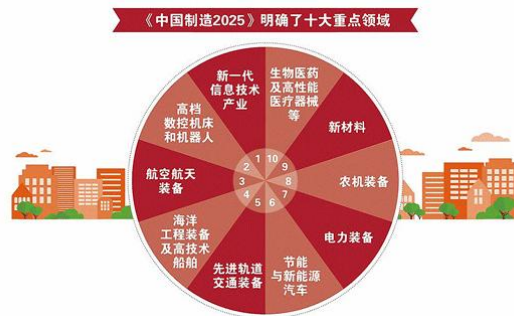 《中国制造2025》明确了十大重点领域
新一代
信息技术
产业
高档
数控机床
和机器人
航空航天
装备
海洋
工程装备
及高技术
船舶
先进轨道
交通装备
节能
与新能源
汽车
电力装备
农机装备
新材料
生物医药
及高性能
医疗器械
等
1
2
3
4
5
6
7
8
9
10